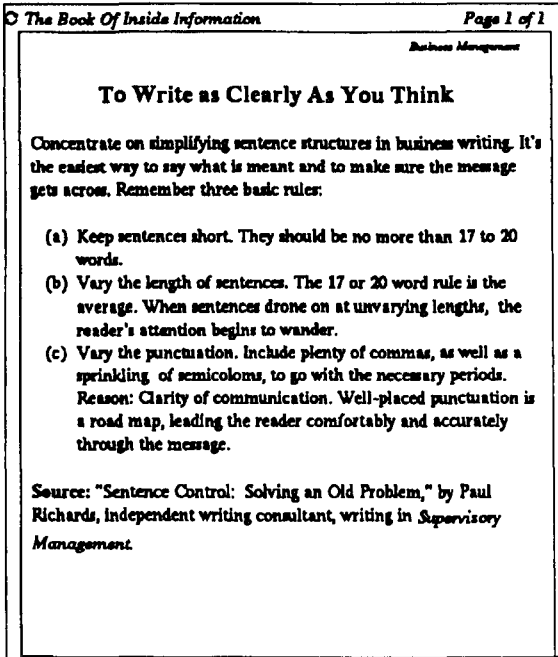 The Book Of Inside Information Page 1 of 1
Business Management
To Write as Clearly As You Think
Concentrate on simplifying sentence structures in business writing. It's
the easiest way to say what is meant and to make sure the message
gets across. Remember three basic rules:
(a) Keep sentences short. They should be no more than 17 to 20
words.
(b) Vary the length of sentences. The 17 or 20 word rule is the
average. When sentences drone on at unvarying lengths, the
reader's attention begins to wander.
(c) Vary the punctuation. Include plenty of commas, as well as a
sprinkling of semicoloms, to go with the necessary periods.
Reason: Clarity of communication. Well-placed punctuation is
a road map, leading the reader comfortably and accurately
through the message.
Source: "Sentence Control: Solving an Old Problem," by Paul
Richards, independent writing consultant, writing in Supervisory
Management.